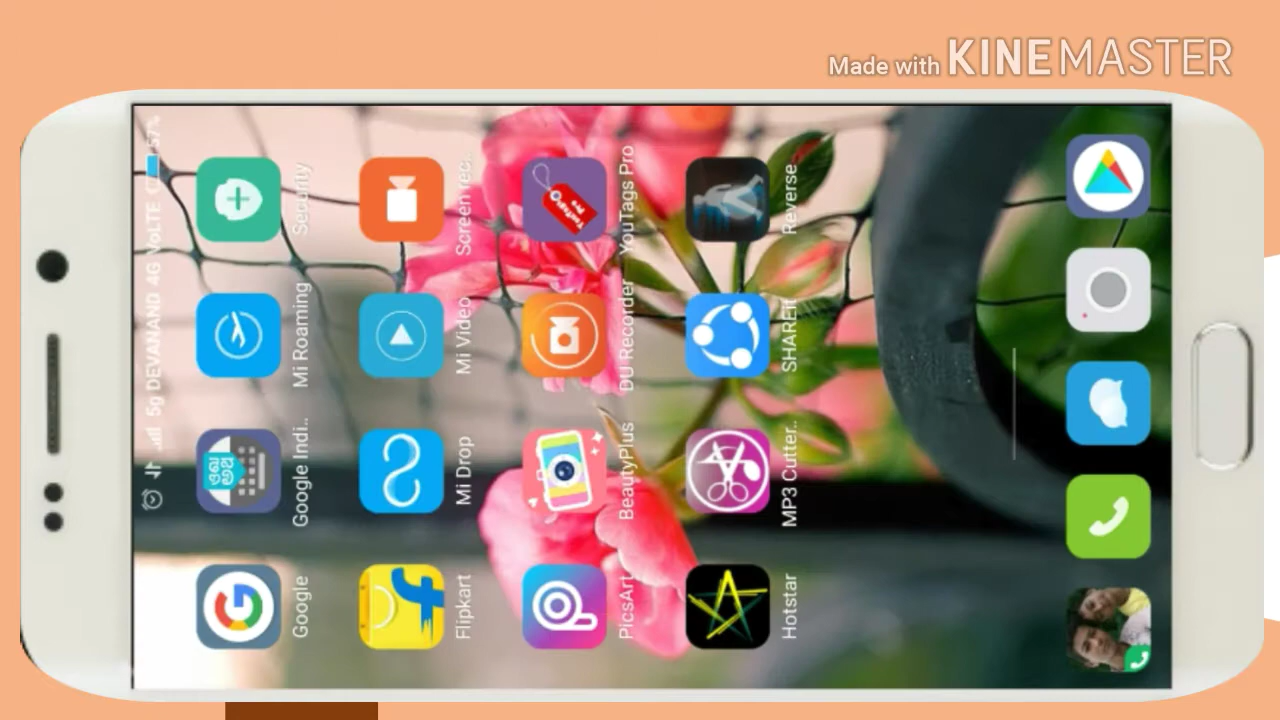 Made with KINEMASTER
5g DEVANAND 4G VoLTE 57%
Google
Google Indi..
Mi Roaming
Security
Flipkart
Mi Drop
Mi Video
Screen rec..
PicsArt
BeautyPlus
DU Recorder
YouTags Pro
Hotstar
MP3 Cutter..
SHAREit
Reverse